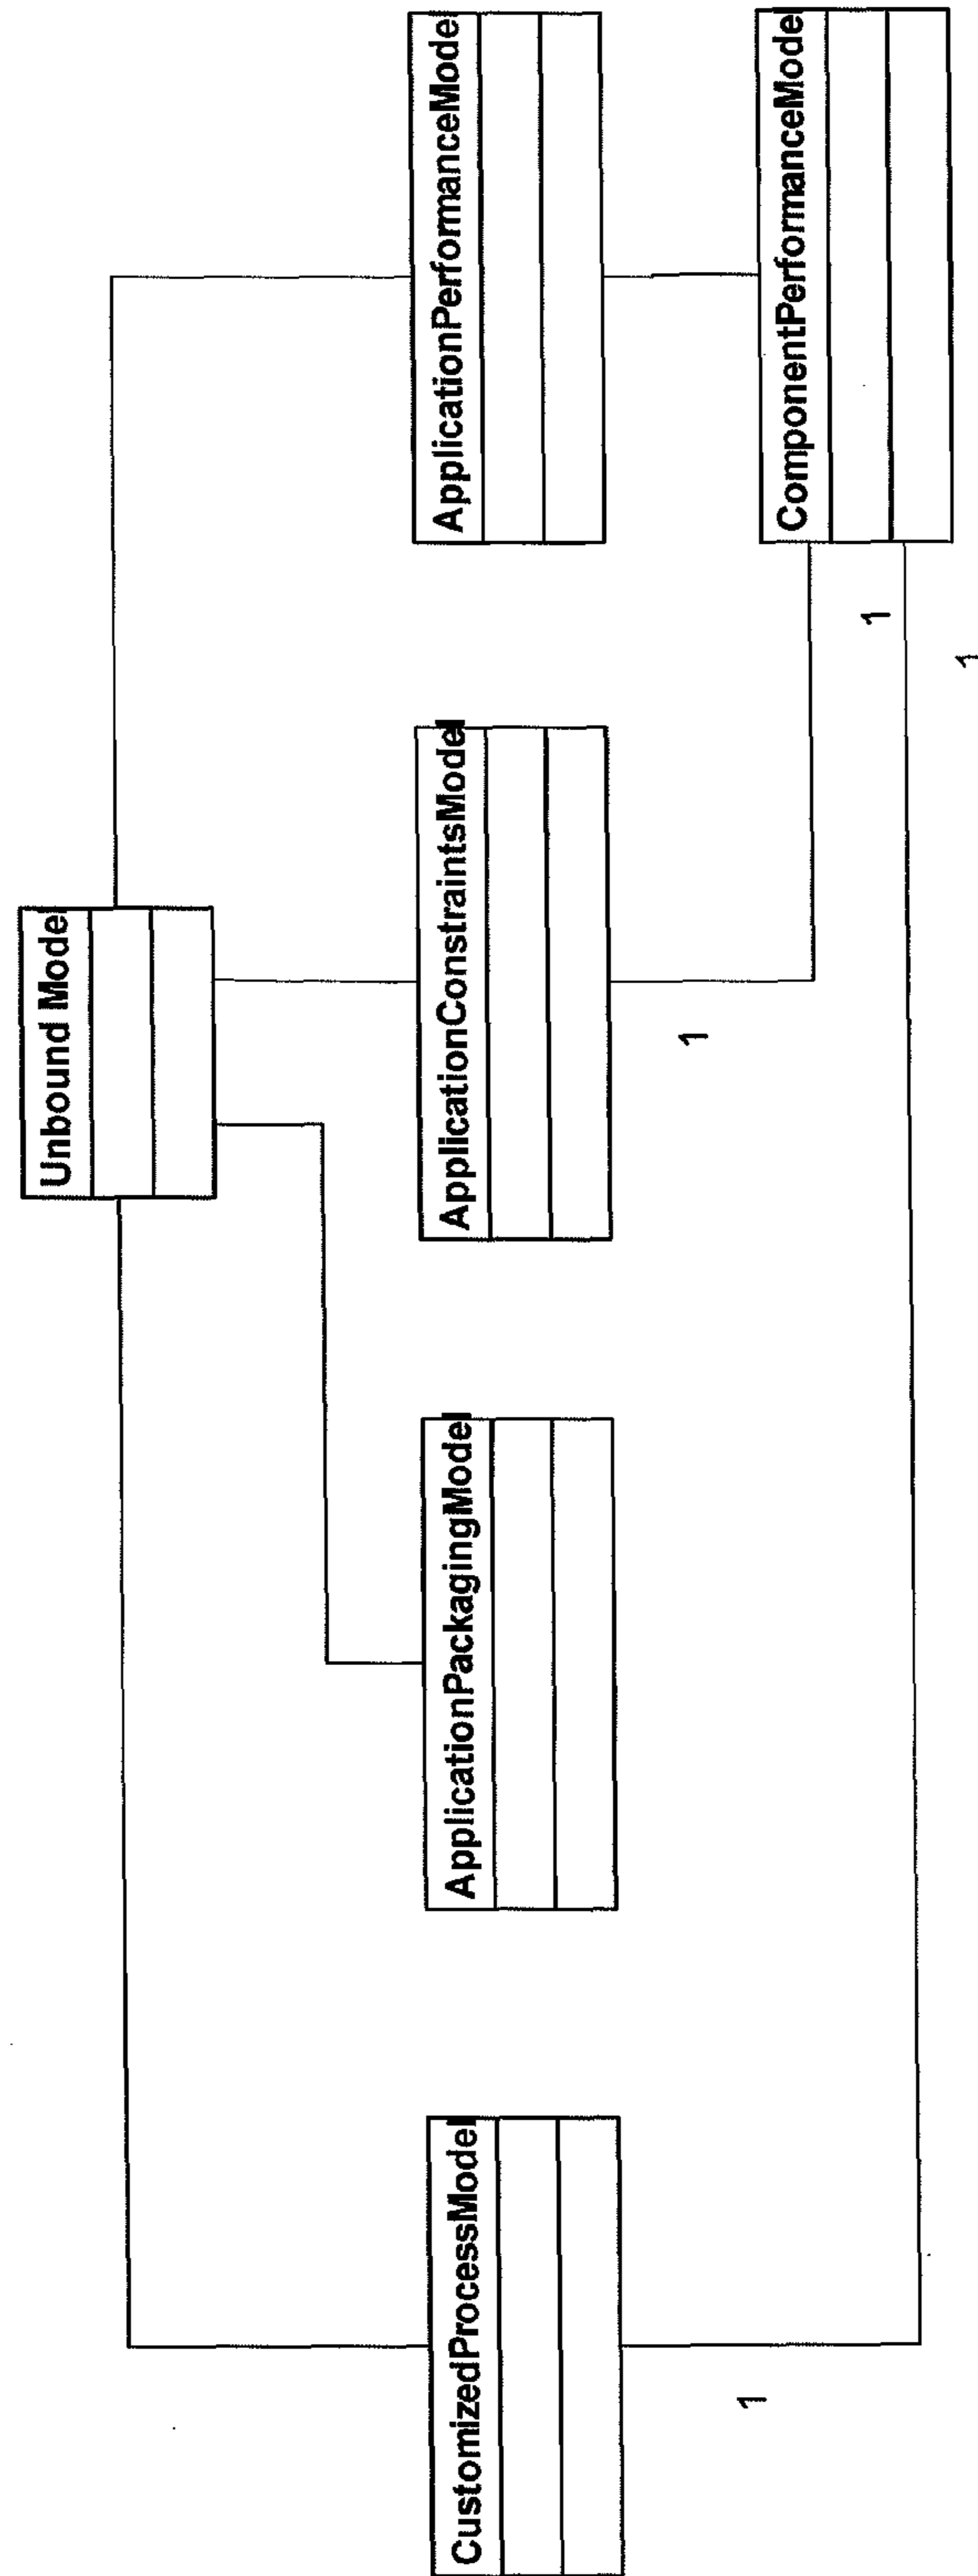 Unbound Model
CustomizedProcessModel
ApplicationPackagingModel
ApplicationConstraintsModel
ApplicationPerformanceModel
ComponentPerformanceModel
1
1
1
1